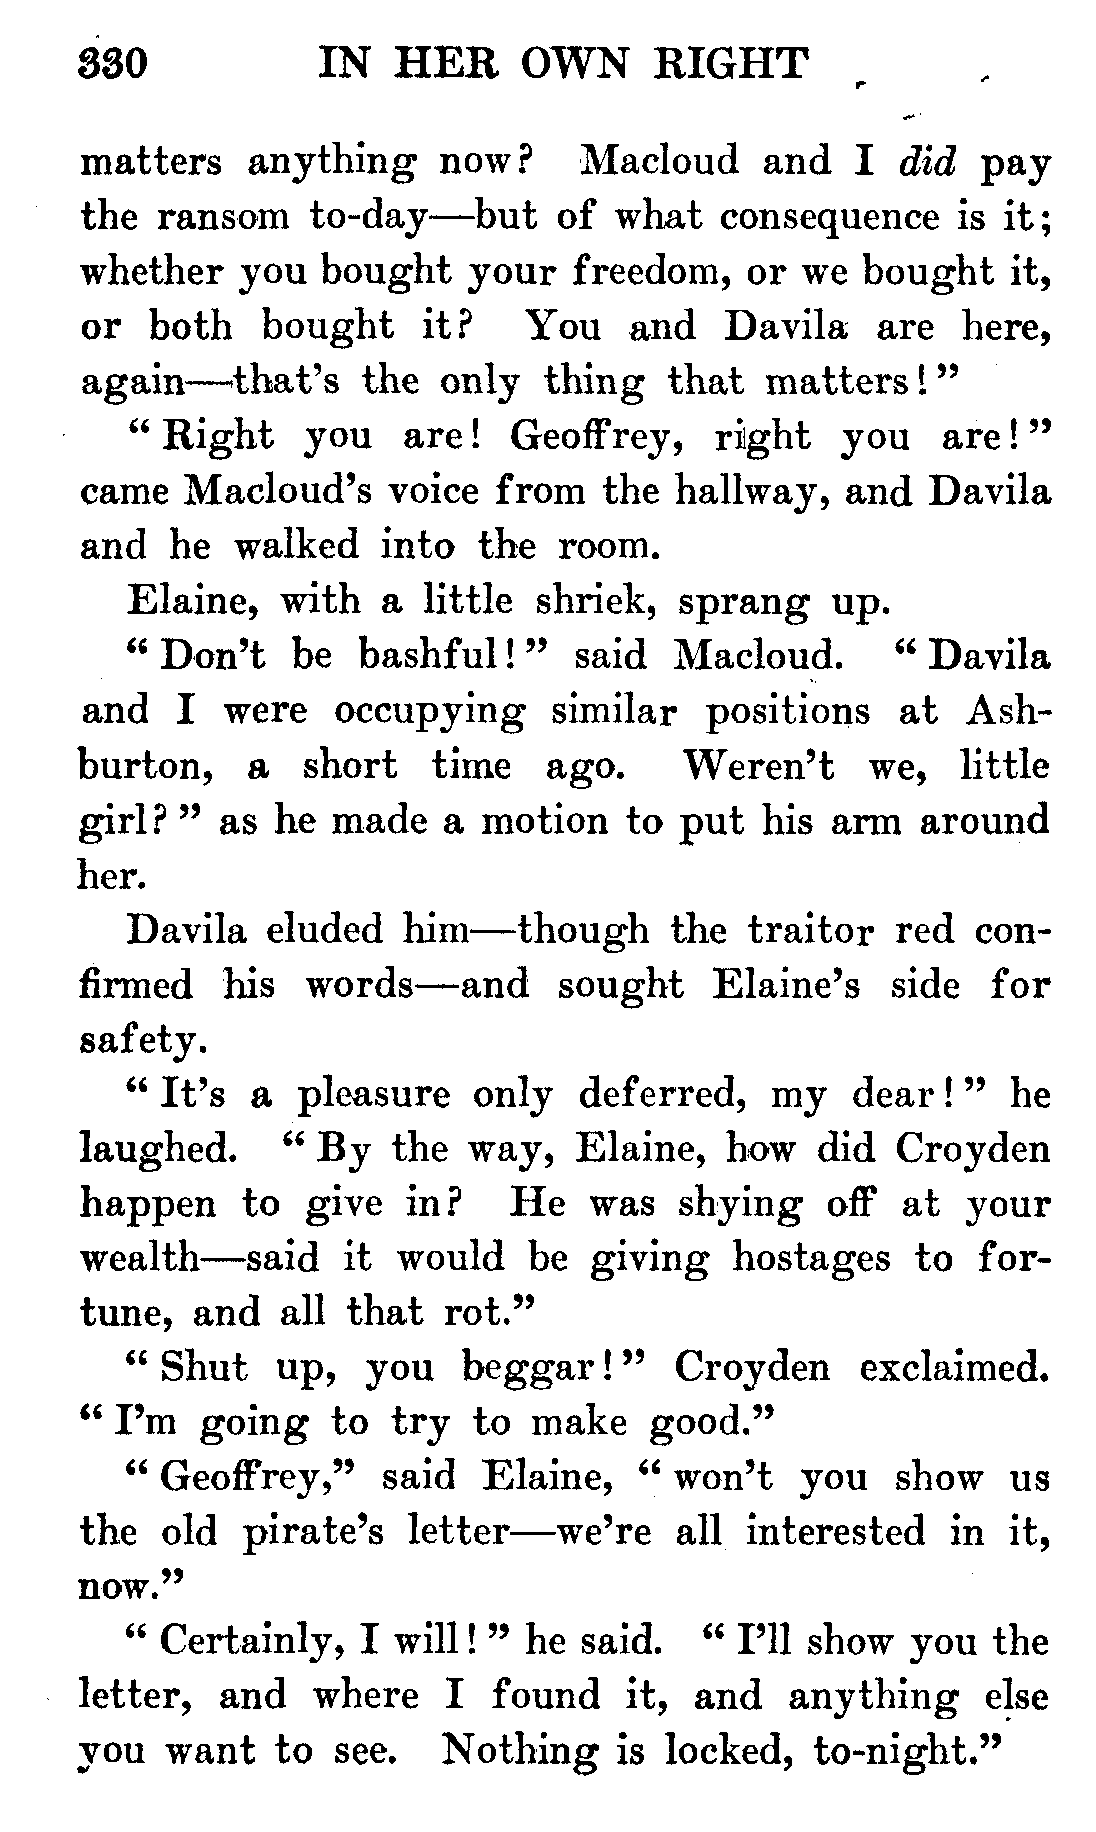 330 IN HER OWN RIGHT
matters anything now? Macloud and I did pay
the ransom to-day—but of what consequence is it;
whether you bought your freedom, or we bought it,
or both bought it? You and Davila are here,
again—that's the only thing that matters!"
"Right you are! Geoffrey, right you are!"
came Macloud's voice from the hallway, and Davila
and he walked into the room.
Elaine, with a little shriek, sprang up.
"Don't be bashful!" said Macloud. "Davila
and I were occupying similar positions at Ash-
burton, a short time ago. Weren't we, little
girl?" as he made a motion to put his arm around
her.
Davila eluded him—though the traitor red con-
firmed his words—and sought Elaine's side for
safety.
"It's a pleasure only deferred, my dear!" he
laughed. "By the way, Elaine, how did Croyden
happen to give in? He was shying off at your
wealth—said it would be giving hostages to for-
tune, and all that rot."
"Shut up, you beggar!" Croyden exclaimed.
"I'm going to try to make good."
"Geoffrey," said Elaine, "won't you show us
the old pirate's letter—we're all interested in it,
now."
"Certainly, I will!" he said. "I'll show you the
letter, and where I found it, and anything else
you want to see. Nothing is locked, to-night."